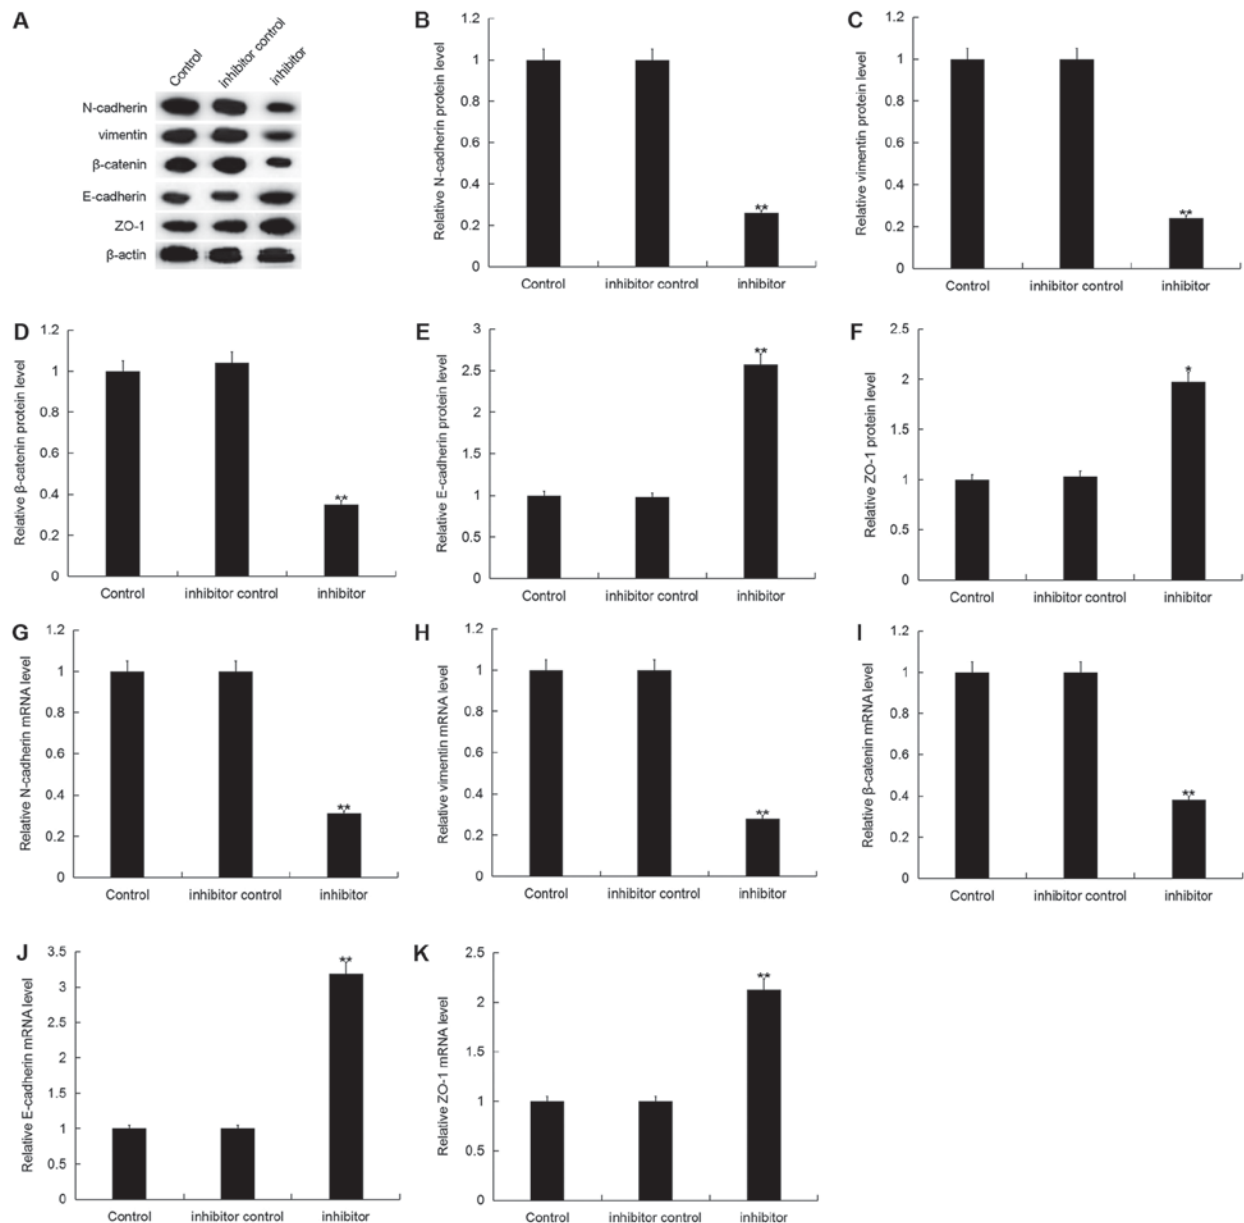 A
Control
inhibitor control
inhibitor
N-cadherin
vimentin
β-catenin
E-cadherin
ZO-1
β-actin
B
Relative N-cadherin protein level
1.2
1
0.8
0.6
0.4
0.2
0
**
Control
inhibitor control
inhibitor
C
Relative vimentin protein level
1.2
1
0.8
0.6
0.4
0.2
0
**
Control
inhibitor control
inhibitor
D
Relative β-catenin protein level
1.2
1
0.8
0.6
0.4
0.2
0
**
Control
inhibitor control
inhibitor
E
Relative E-cadherin protein level
3
2.5
2
1.5
1
0.5
0
**
Control
inhibitor control
inhibitor
F
Relative ZO-1 protein level
2.5
2
1.5
1
0.5
0
*
Control
inhibitor control
inhibitor
G
Relative N-cadherin mRNA level
1.2
1
0.8
0.6
0.4
0.2
0
**
Control
inhibitor control
inhibitor
H
Relative vimentin mRNA level
1.2
1
0.8
0.6
0.4
0.2
0
**
Control
inhibitor control
inhibitor
I
Relative β-catenin mRNA level
1.2
1
0.8
0.6
0.4
0.2
0
**
Control
inhibitor control
inhibitor
J
Relative E-cadherin mRNA level
3.5
3
2.5
2
1.5
1
0.5
0
**
Control
inhibitor control
inhibitor
K
Relative ZO-1 mRNA level
2.5
2
1.5
1
0.5
0
**
Control
inhibitor control
inhibitor